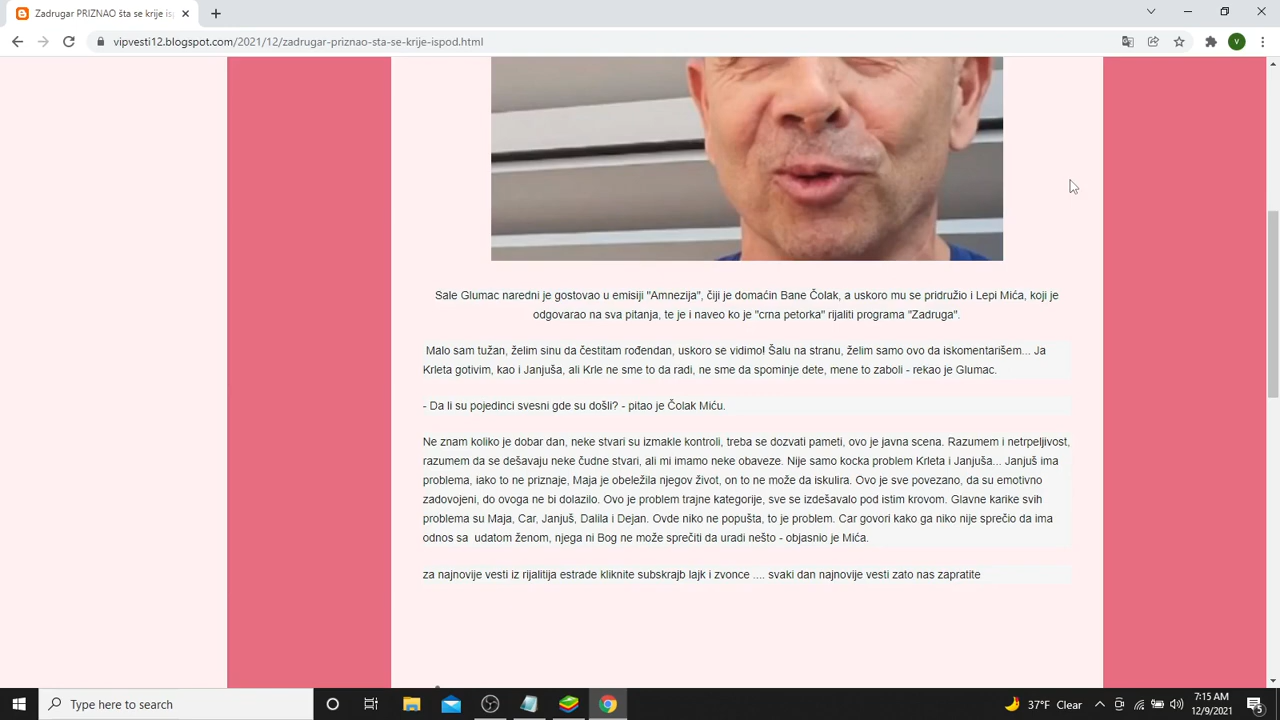 Zadrugar PRIZNAO šta se krije isp
vipvesti12.blogspot.com/2021/12/zadrugar-priznao-sta-se-krije-ispod.html
V
Sale Glumac naredni je gostovao u emisiji "Amnezija", čiji je domaćin Bane Čolak, a uskoro mu se pridružio i Lepi Mića, koji je
odgovarao na sva pitanja, te je i naveo ko je "crna petorka" rijaliti programa "Zadruga".
Malo sam tužan, želim sinu da čestitam rođendan, uskoro se vidimo! Šalu na stranu, želim samo ovo da iskomentarišem... Ja
Krleta gotivim, kao i Janjuša, ali Krle ne sme to da radi, ne sme da spominje dete, mene to zaboli - rekao je Glumac.
- Da li su pojedinci svesni gde su došli? - pitao je Čolak Miću.
Ne znam koliko je dobar dan, neke stvari su izmakle kontroli, treba se dozvati pameti, ovo je javna scena. Razumem i netrpeljivost,
razumem da se dešavaju neke čudne stvari, ali mi imamo neke obaveze. Nije samo kocka problem Krleta i Janjuša... Janjuš ima
problema, iako to ne priznaje, Maja je obeležila njegov život, on to ne može da iskulira. Ovo je sve povezano, da su emotivno
zadovojeni, do ovoga ne bi dolazilo. Ovo je problem trajne kategorije, sve se izdešavalo pod istim krovom. Glavne karike svih
problema su Maja, Car, Janjuš, Dalila i Dejan. Ovde niko ne popušta, to je problem. Car govori kako ga niko nije sprečio da ima
odnos sa udatom ženom, njega ni Bog ne može sprečiti da uradi nešto - objasnio je Mića.
za najnovije vesti iz rijalitija estrade kliknite subskrajb lajk i zvonce .... svaki dan najnovije vesti zato nas zapratite
Type here to search
37°F Clear
7:15 AM
12/9/2021
5